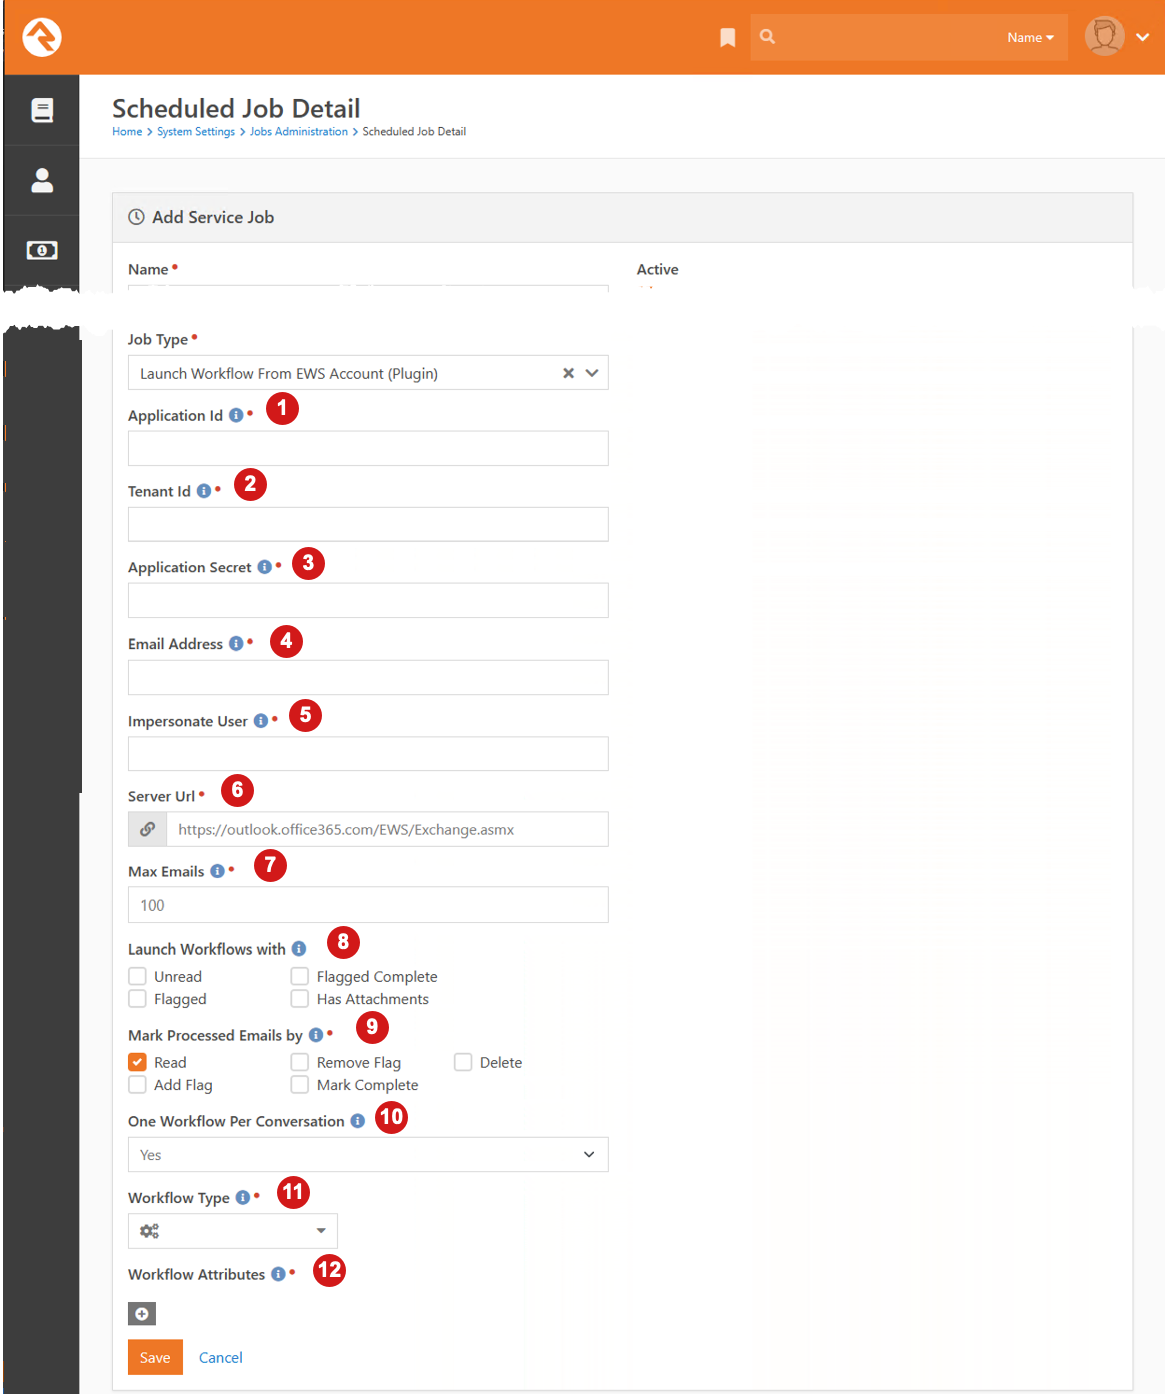 Name
Scheduled Job Detail
Home > System Settings > Jobs Administration > Scheduled Job Detail
Add Service Job
Name • Active
Job Type •
Launch Workflow From EWS Account (Plugin)
Application Id • 1
Tenant Id • 2
Application Secret • 3
Email Address • 4
Impersonate User • 5
Server Url • 6
https://outlook.office365.com/EWS/Exchange.asmx
Max Emails • 7
100
Launch Workflows with 8
Unread Flagged Complete
Flagged Has Attachments
Mark Processed Emails by • 9
Read Remove Flag Delete
Add Flag Mark Complete
One Workflow Per Conversation 10
Yes
Workflow Type • 11
Workflow Attributes • 12
Save Cancel